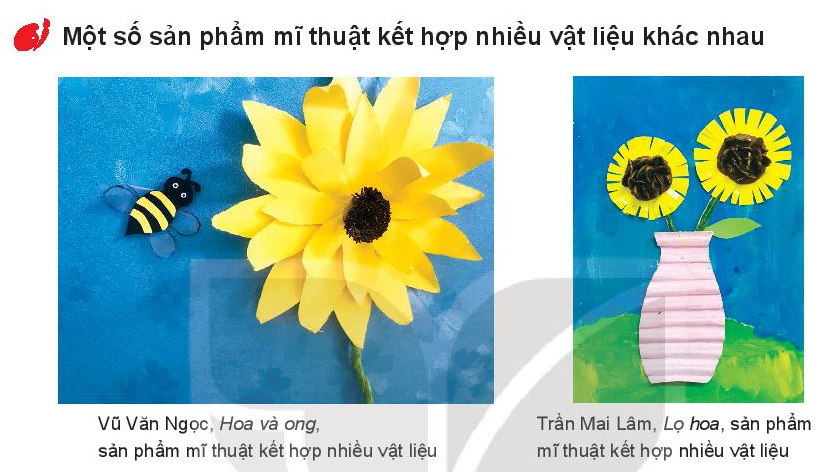 Một số sản phẩm mĩ thuật kết hợp nhiều vật liệu khác nhau
Vũ Văn Ngọc, Hoa và ong,
sản phẩm mĩ thuật kết hợp nhiều vật liệu
Trần Mai Lâm, Lọ hoa, sản phẩm
mĩ thuật kết hợp nhiều vật liệu